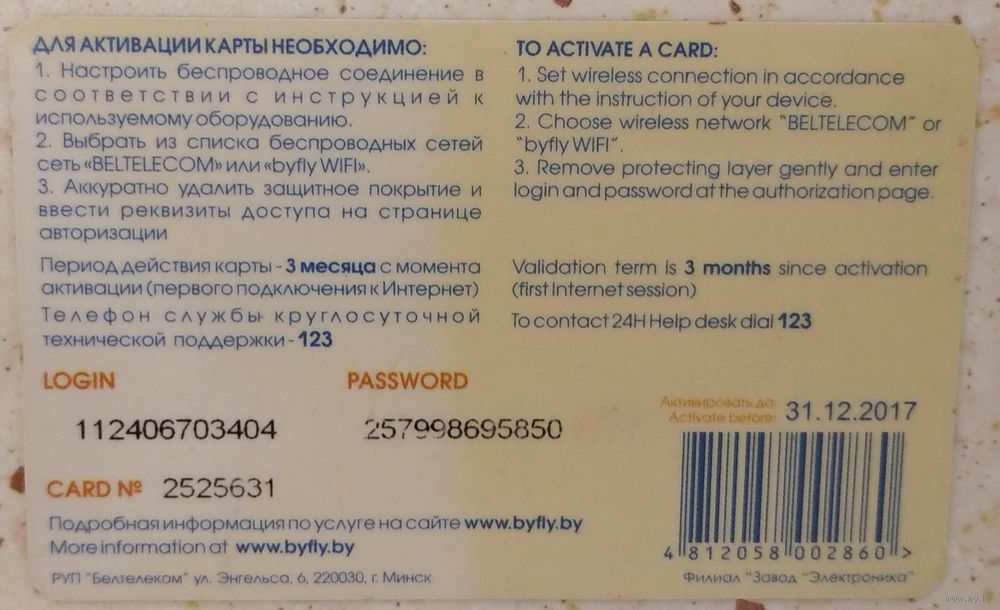 ДЛЯ АКТИВАЦИИ КАРТЫ НЕОБХОДИМО:
1. Настроить беспроводное соединение в
соответствии с инструкцией к
используемому оборудованию.
2. Выбрать из списка беспроводных сетей
сеть «BELTELECOM» или «byfly WIFI».
3. Аккуратно удалить защитное покрытие и
ввести реквизиты доступа на странице
авторизации
Период действия карты - 3 месяца с момента
активации (первого подключения к Интернет)
Телефон службы круглосуточной
технической поддержки - 123
TO ACTIVATE A CARD:
1. Set wireless connection in accordance
with the instruction of your device.
2. Choose wireless network "BELTELECOM" or
"byfly WIFI".
3. Remove protecting layer gently and enter
login and password at the authorization page.
Validation term is 3 months since activation
(first Internet session)
To contact 24H Help desk dial 123
LOGIN PASSWORD
112406703404 257998695850
CARD № 2525631
Активировать до
Activate before: 31.12.2017
Подробная информация по услуге на сайте www.byfly.by
More information at www.byfly.by
РУП "Белтелеком" ул. Энгельса, 6, 220030, г. Минск
4 812058 002860 >
Филиал "Завод "Электроника"
www.ay.by